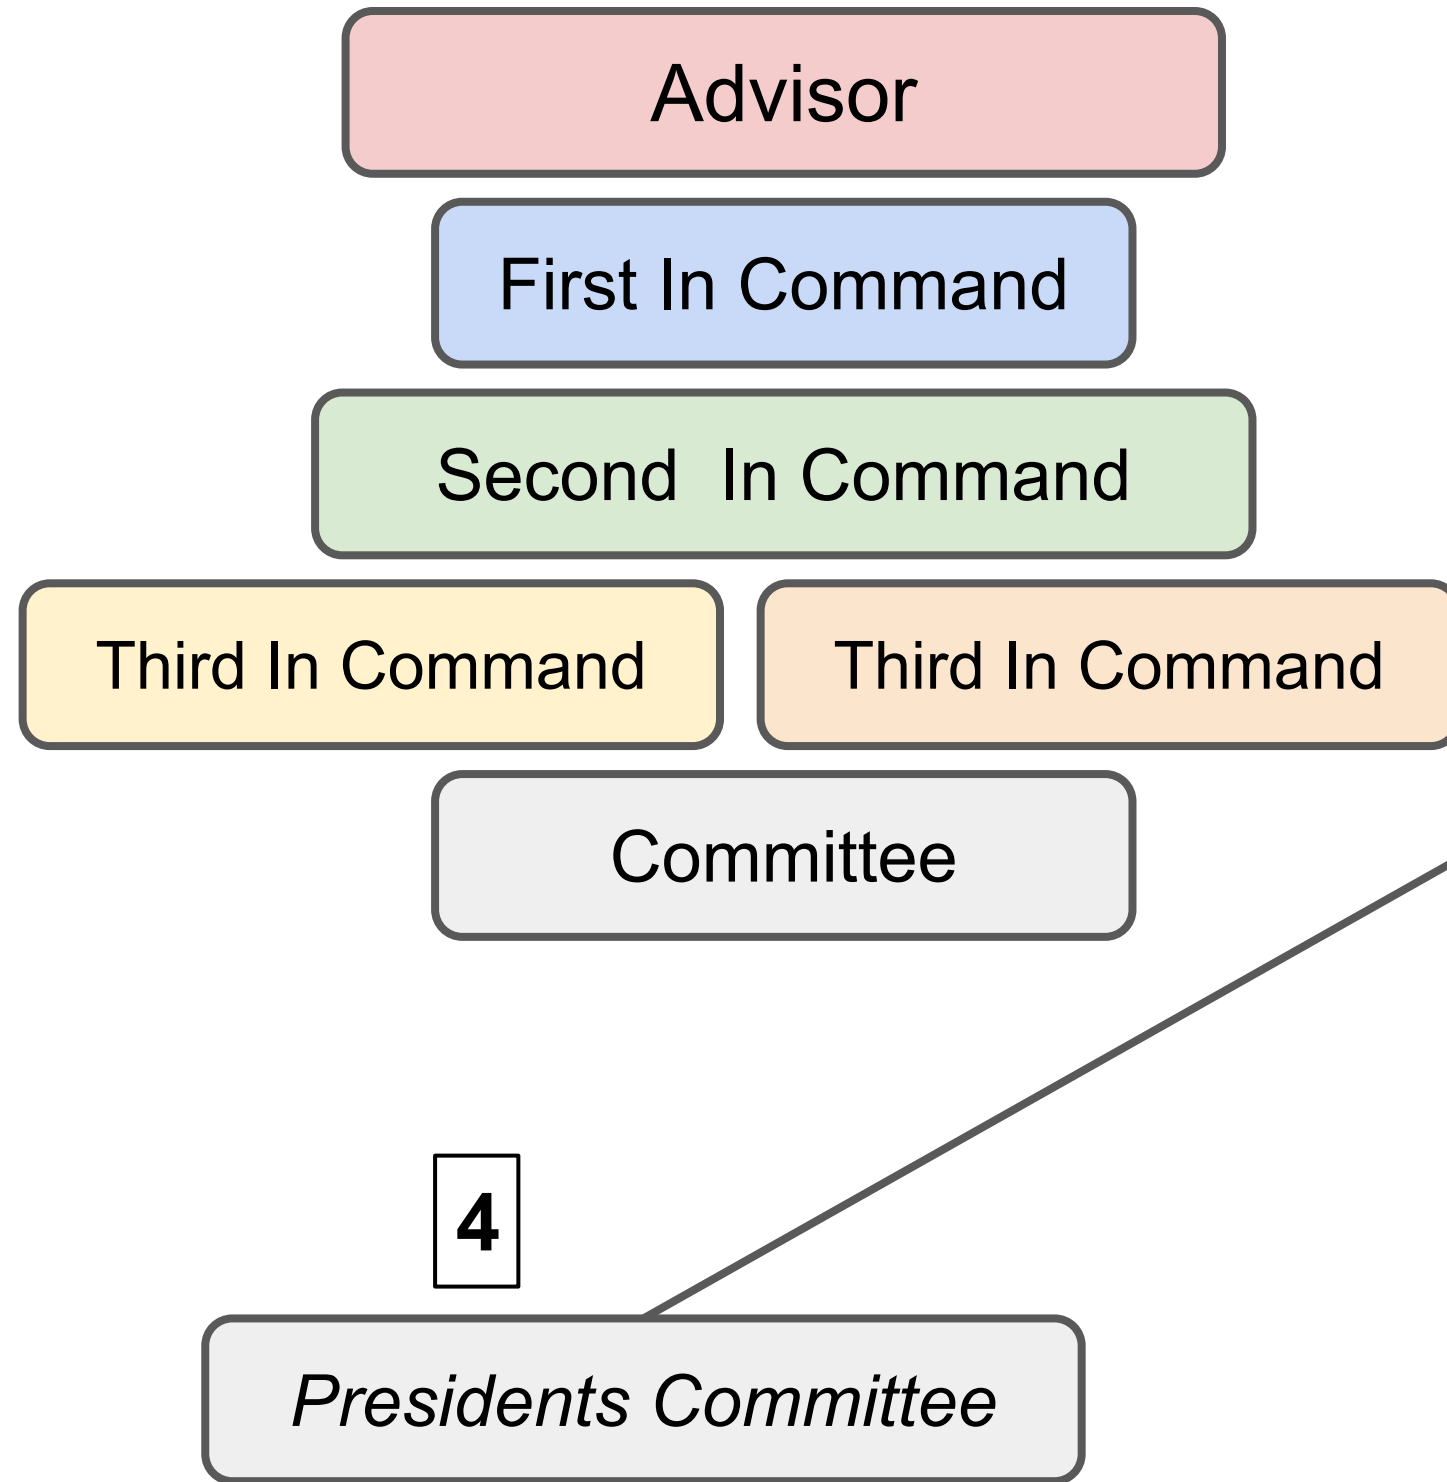 Advisor
First In Command
Second  In Command
Third In Command
Third In Command
Committee
4
Presidents Committee